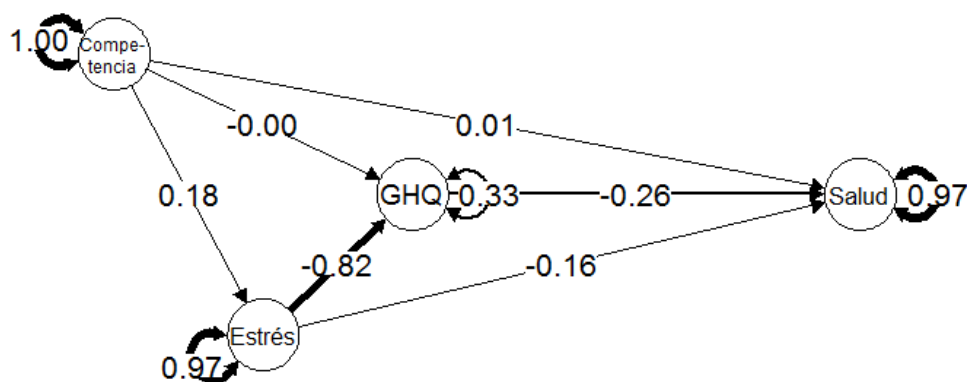 1.00
Compe-
tencia
-0.00
0.01
0.18
GHQ
0.33
-0.26
Salud
0.97
-0.82
-0.16
Estrés
0.97